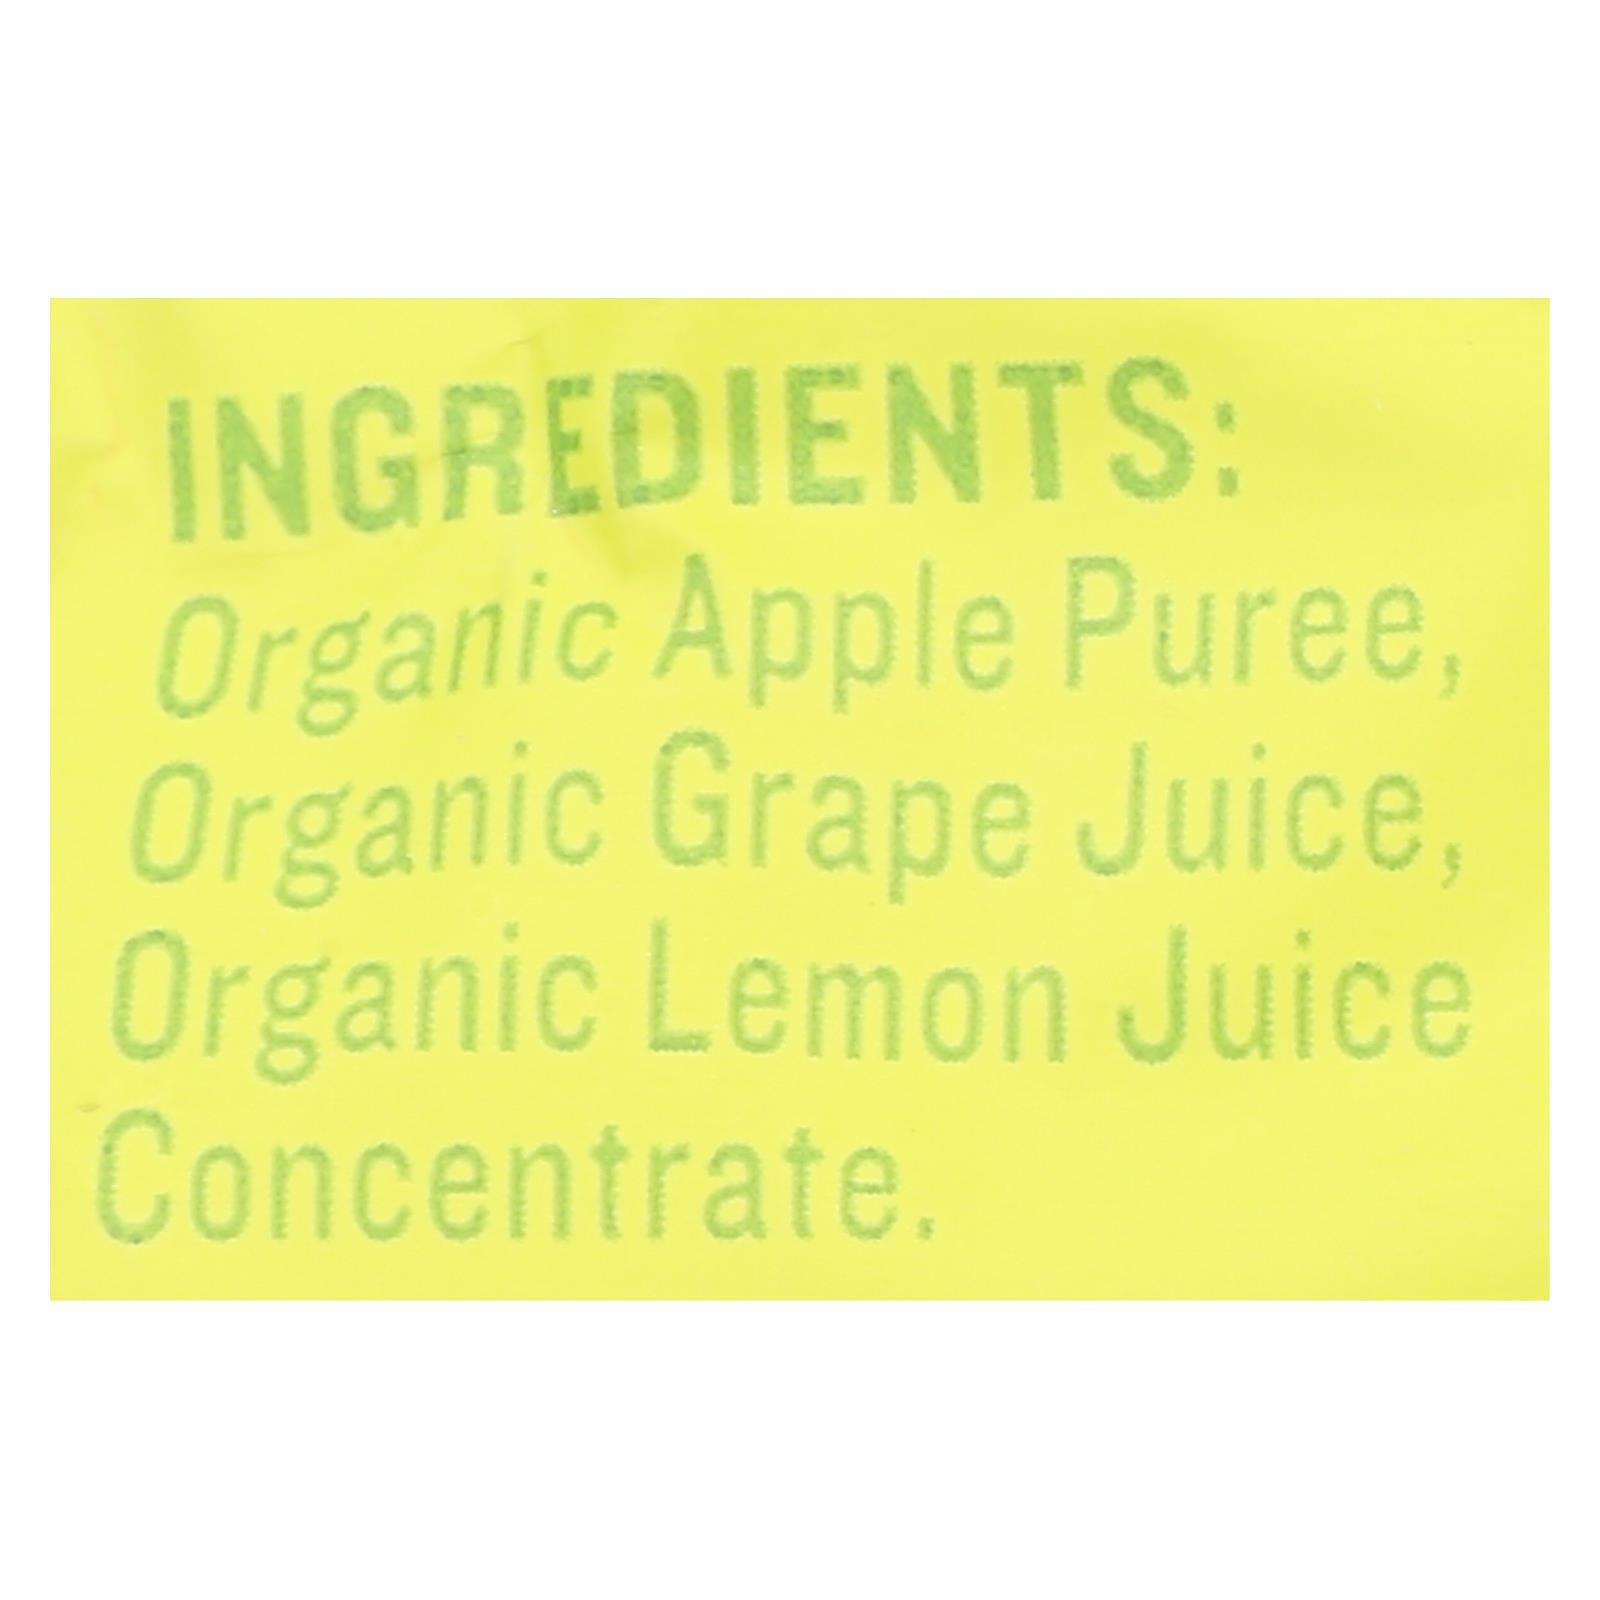 INGREDIENTS:
Organic Apple Puree,
Organic Grape Juice,
Organic Lemon Juice
Concentrate.